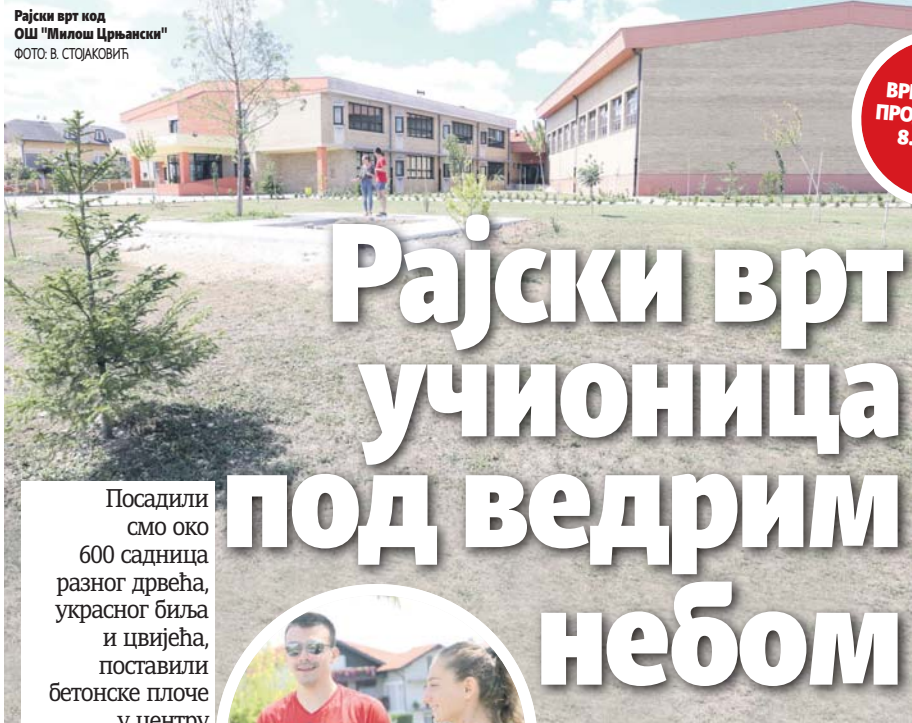 Рајски врт код
ОШ "Милош Црњански"
ФОТО: В. СТОЈАКОВИЋ
Рајски врт
учионица
под ведрим
небом
Посадили
смо око
600 садница
разног дрвећа,
украсног биља
и цвијећа,
поставили
бетонске плоче
у центру